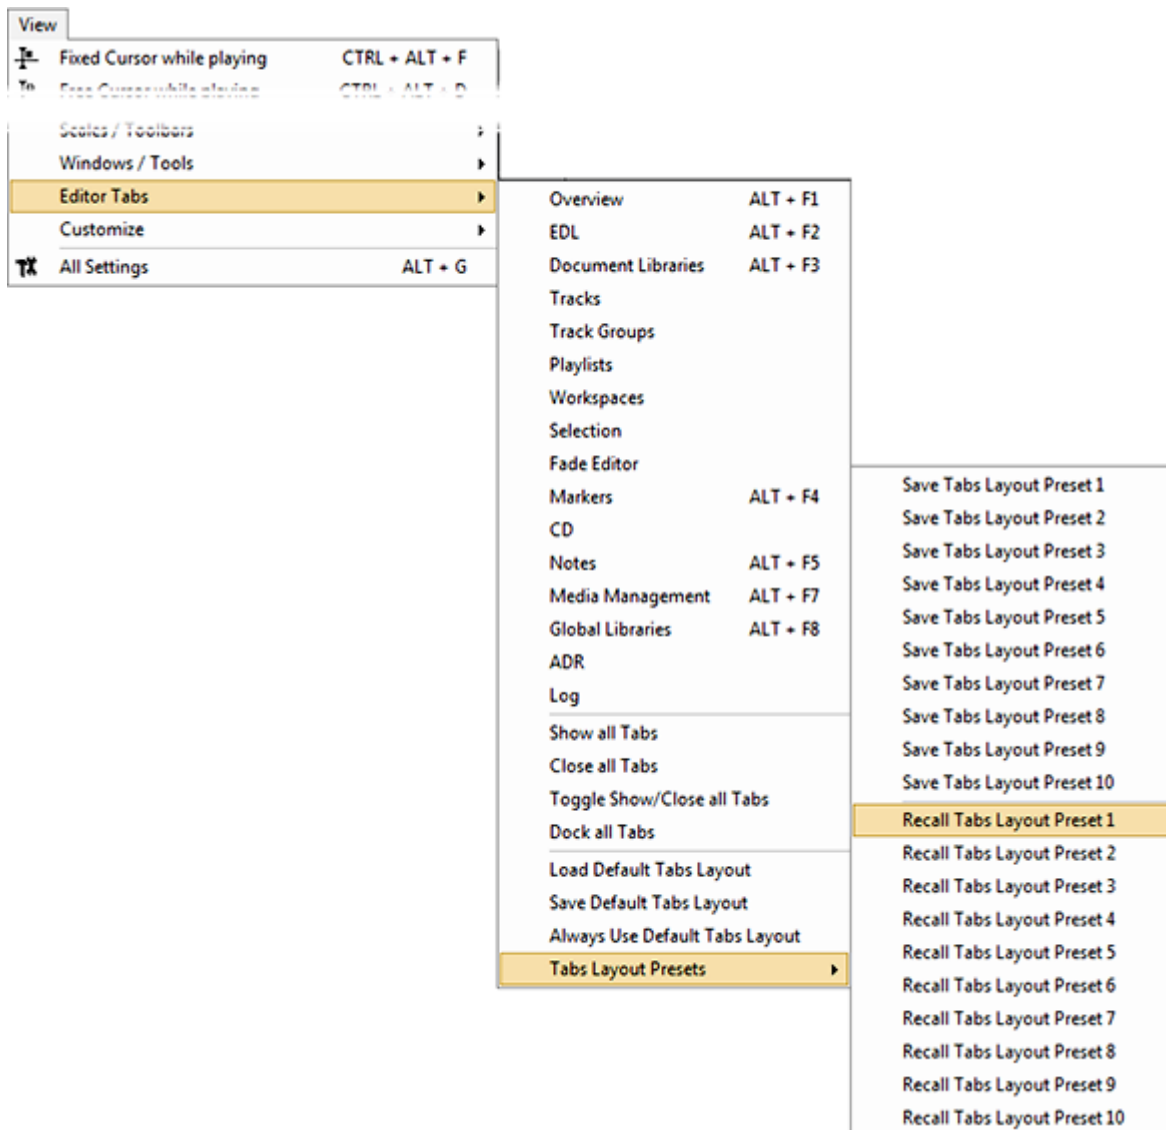 View
Fixed Cursor while playing CTRL + ALT + F
Free Cursor while playing CTRL + ALT + D
Scales / Toolbars
Windows / Tools
Editor Tabs
Customize
All Settings ALT + G
Overview ALT + F1
EDL ALT + F2
Document Libraries ALT + F3
Tracks
Track Groups
Playlists
Workspaces
Selection
Fade Editor
Markers ALT + F4
CD
Notes ALT + F5
Media Management ALT + F7
Global Libraries ALT + F8
ADR
Log
Show all Tabs
Close all Tabs
Toggle Show/Close all Tabs
Dock all Tabs
Load Default Tabs Layout
Save Default Tabs Layout
Always Use Default Tabs Layout
Tabs Layout Presets
Save Tabs Layout Preset 1
Save Tabs Layout Preset 2
Save Tabs Layout Preset 3
Save Tabs Layout Preset 4
Save Tabs Layout Preset 5
Save Tabs Layout Preset 6
Save Tabs Layout Preset 7
Save Tabs Layout Preset 8
Save Tabs Layout Preset 9
Save Tabs Layout Preset 10
Recall Tabs Layout Preset 1
Recall Tabs Layout Preset 2
Recall Tabs Layout Preset 3
Recall Tabs Layout Preset 4
Recall Tabs Layout Preset 5
Recall Tabs Layout Preset 6
Recall Tabs Layout Preset 7
Recall Tabs Layout Preset 8
Recall Tabs Layout Preset 9
Recall Tabs Layout Preset 10